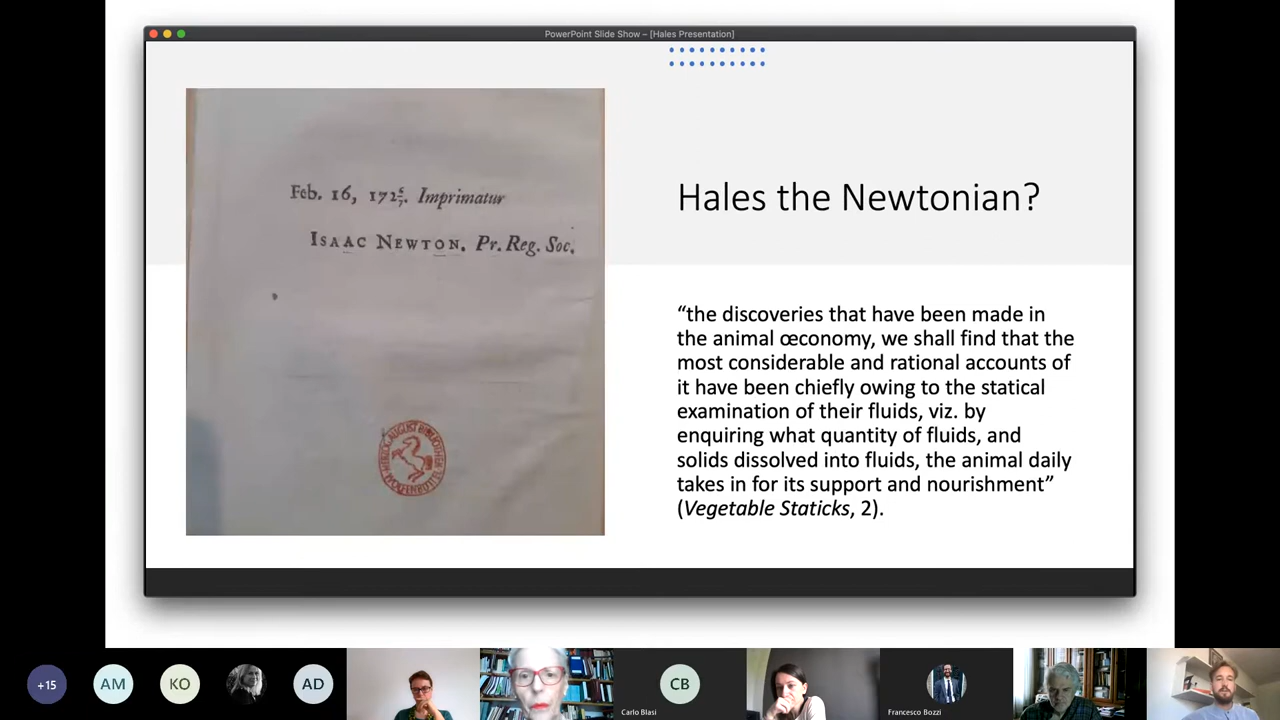 PowerPoint Slide Show – [Hales Presentation]
Feb. 16, 172 6/7. Imprimatur
ISAAC NEWTON, Pr. Reg. Soc.
Hales the Newtonian?
“the discoveries that have been made in
the animal œconomy, we shall find that the
most considerable and rational accounts of
it have been chiefly owing to the statical
examination of their fluids, viz. by
enquiring what quantity of fluids, and
solids dissolved into fluids, the animal daily
takes in for its support and nourishment”
(Vegetable Staticks, 2).
+15
AM
KO
AD
CB
Carlo Blasi
Francesco Bozzi